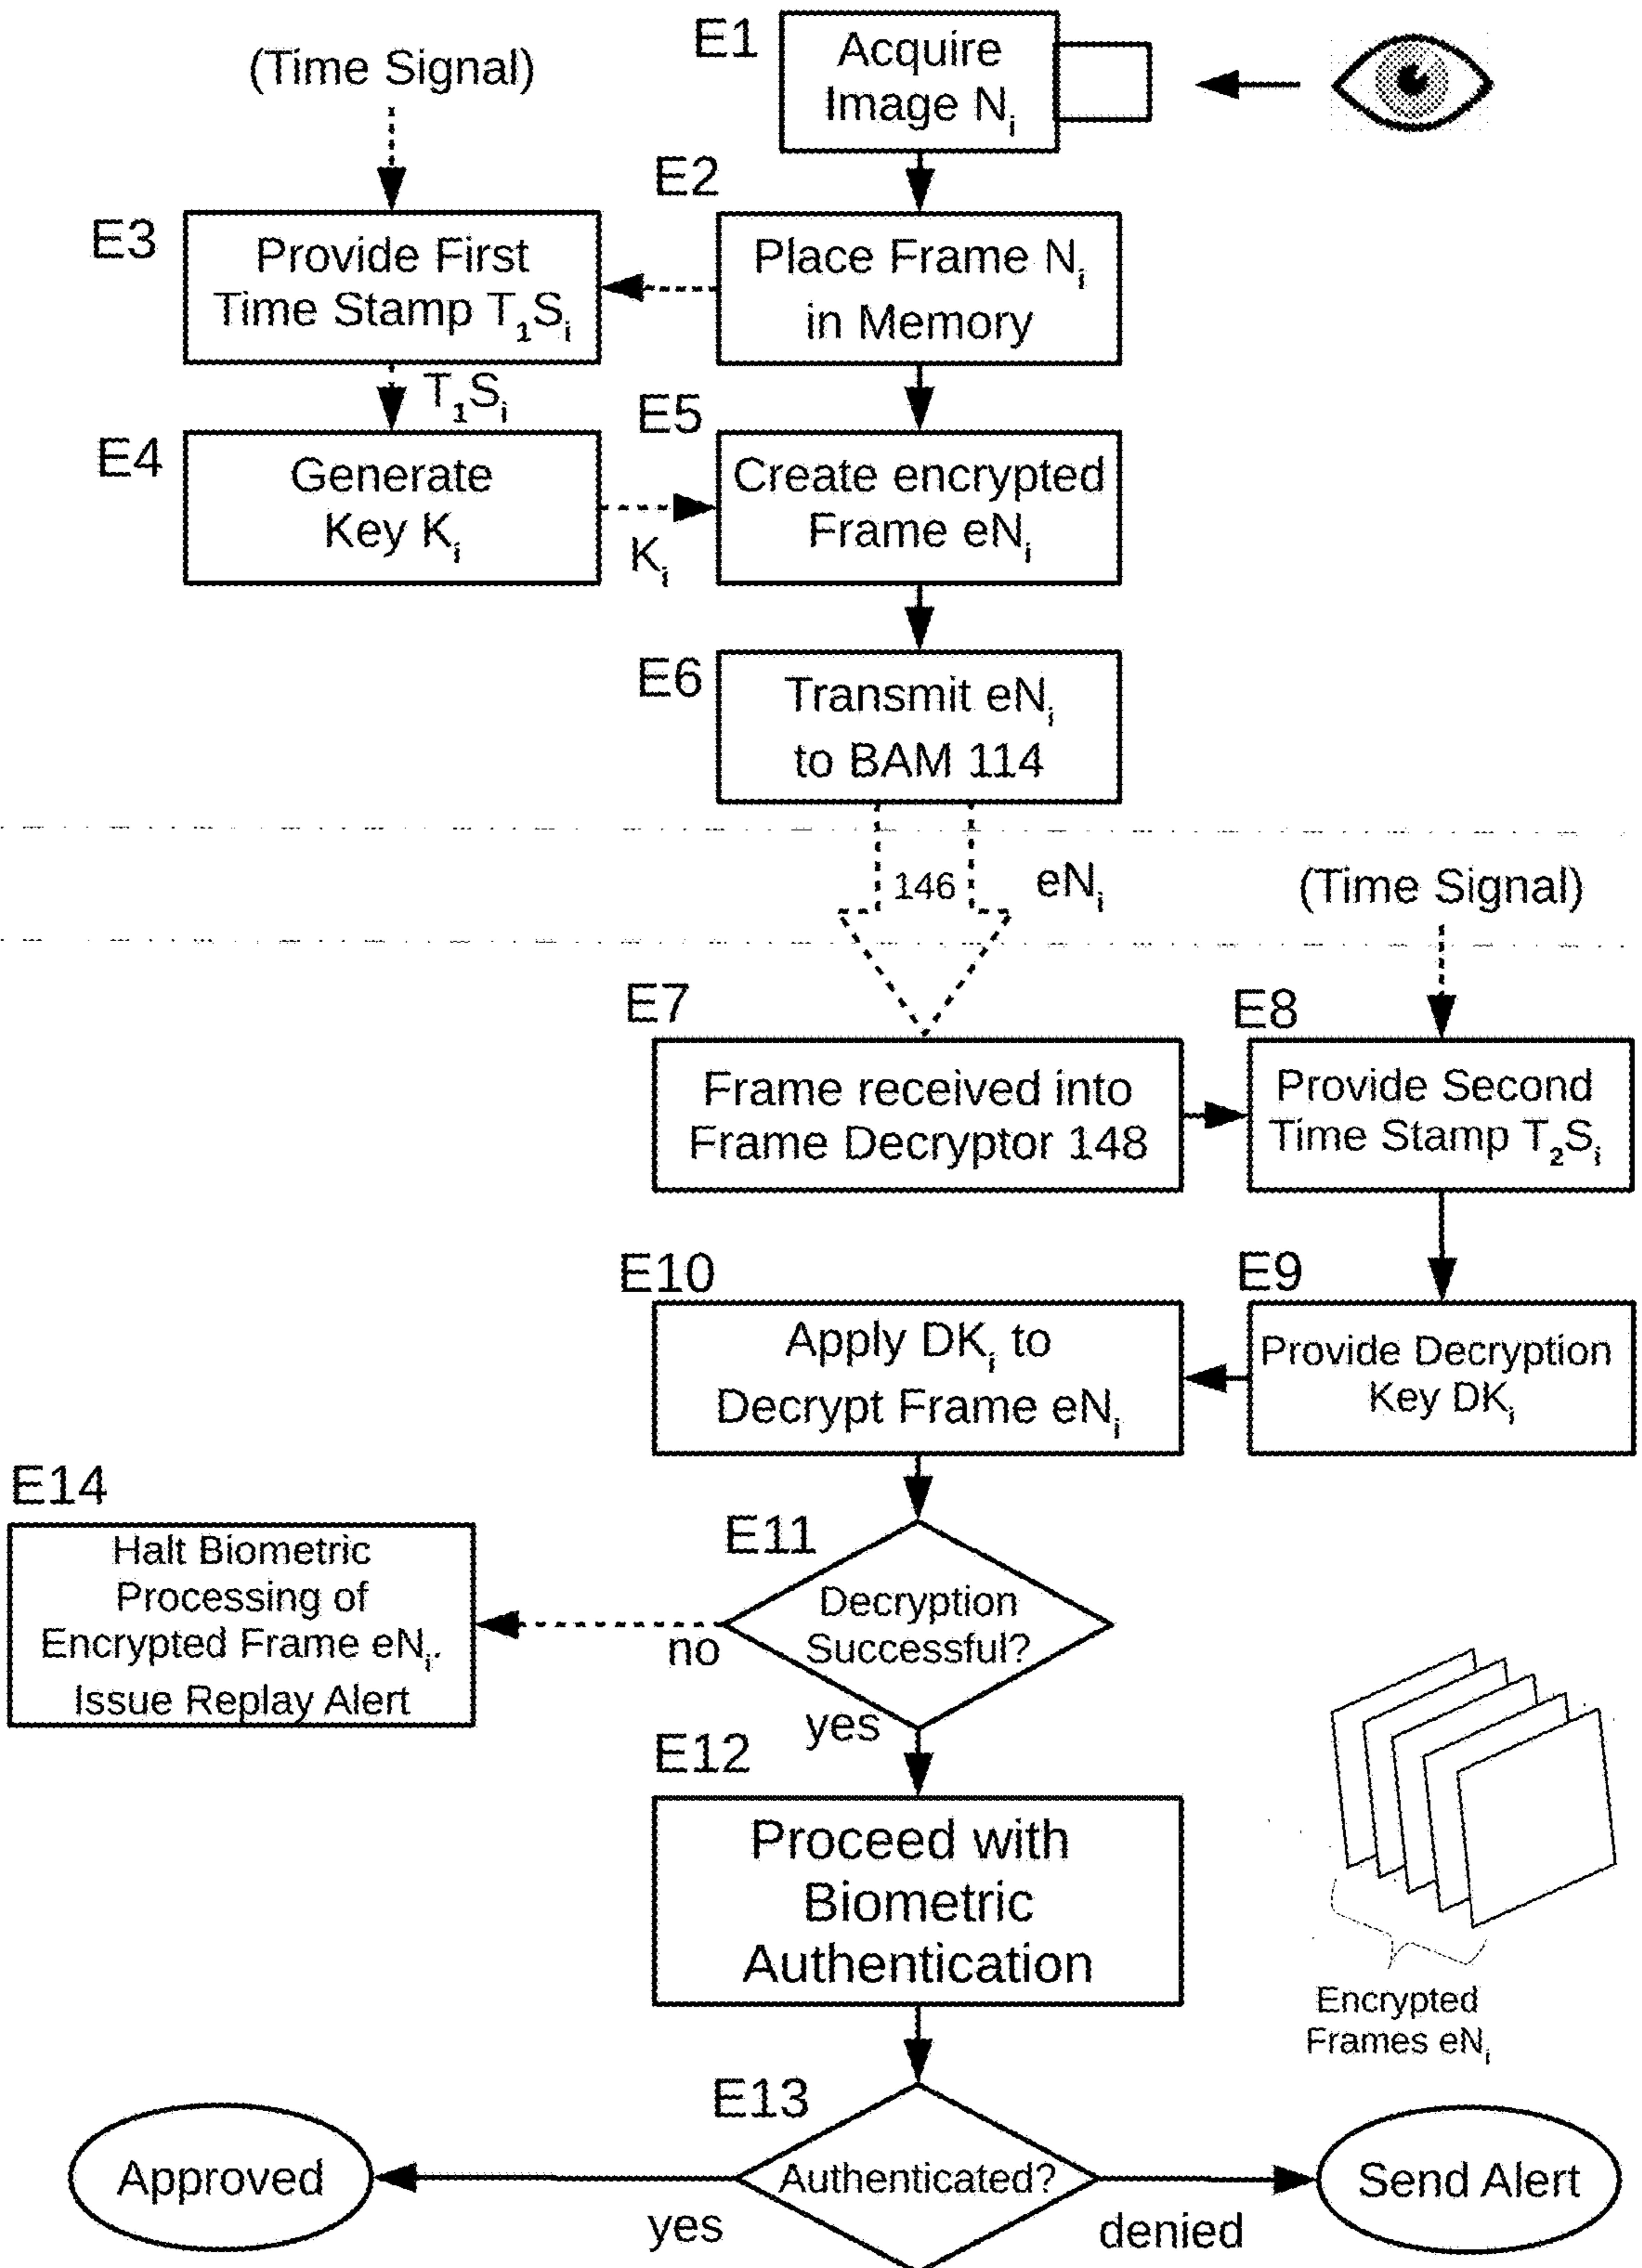 E1
Acquire
Image Ni
(Time Signal)
E2
Place Frame Ni
in Memory
E3
Provide First
Time Stamp T1Si
T1Si
E4
Generate
Key Ki
Ki
E5
Create encrypted
Frame eNi
E6
Transmit eNi
to BAM 114
146
eNi
(Time Signal)
E7
Frame received into
Frame Decryptor 148
E8
Provide Second
Time Stamp T2Si
E9
Provide Decryption
Key DKi
E10
Apply DKi to
Decrypt Frame eNi
E11
Decryption
Successful?
no
yes
E14
Halt Biometric
Processing of
Encrypted Frame eNi.
Issue Replay Alert
E12
Proceed with
Biometric
Authentication
Encrypted
Frames eNi
E13
Authenticated?
yes
denied
Approved
Send Alert